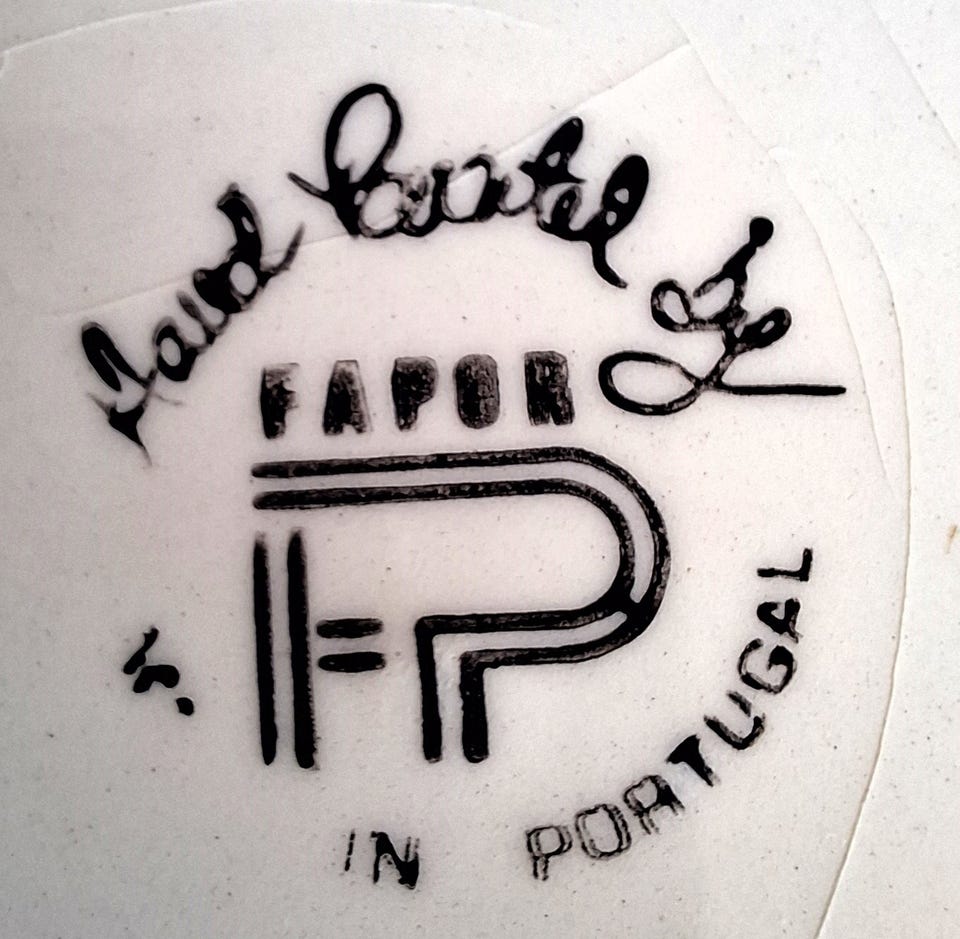 Hand Painted By
FAPOR
FP
IN PORTUGAL